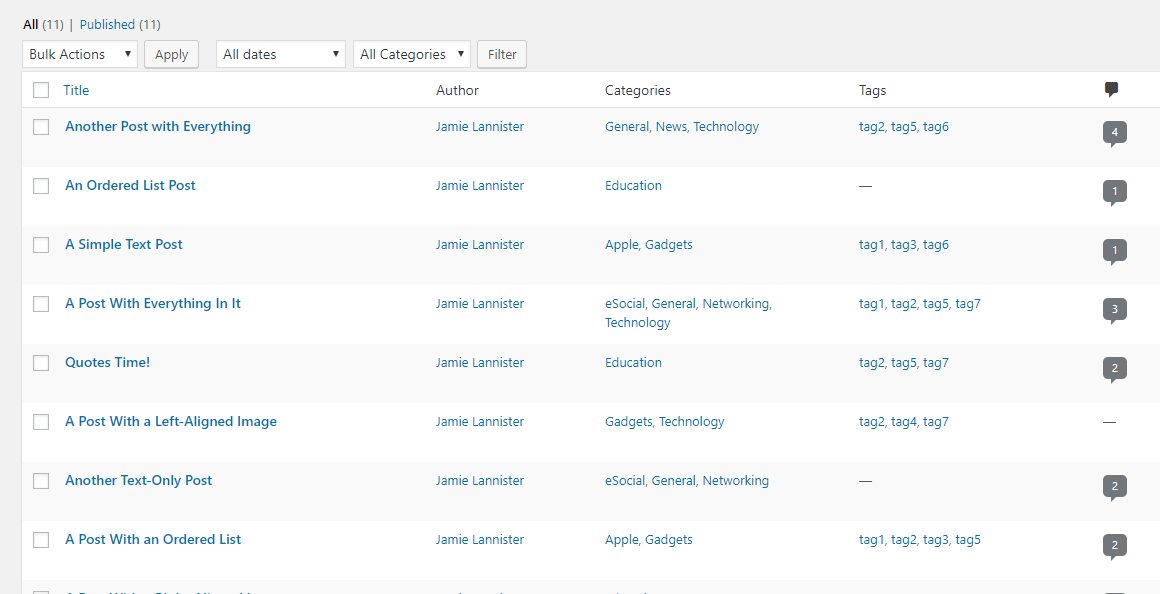 All (11) | Published (11)
Bulk Actions Apply All dates All Categories Filter
Title Author Categories Tags
Another Post with Everything Jamie Lannister General, News, Technology tag2, tag5, tag6 4
An Ordered List Post Jamie Lannister Education — 1
A Simple Text Post Jamie Lannister Apple, Gadgets tag1, tag3, tag6 1
A Post With Everything In It Jamie Lannister eSocial, General, Networking, tag1, tag2, tag5, tag7 3
Technology
Quotes Time! Jamie Lannister Education tag2, tag5, tag7 2
A Post With a Left-Aligned Image Jamie Lannister Gadgets, Technology tag2, tag4, tag7 —
Another Text-Only Post Jamie Lannister eSocial, General, Networking — 2
A Post With an Ordered List Jamie Lannister Apple, Gadgets tag1, tag2, tag3, tag5 2